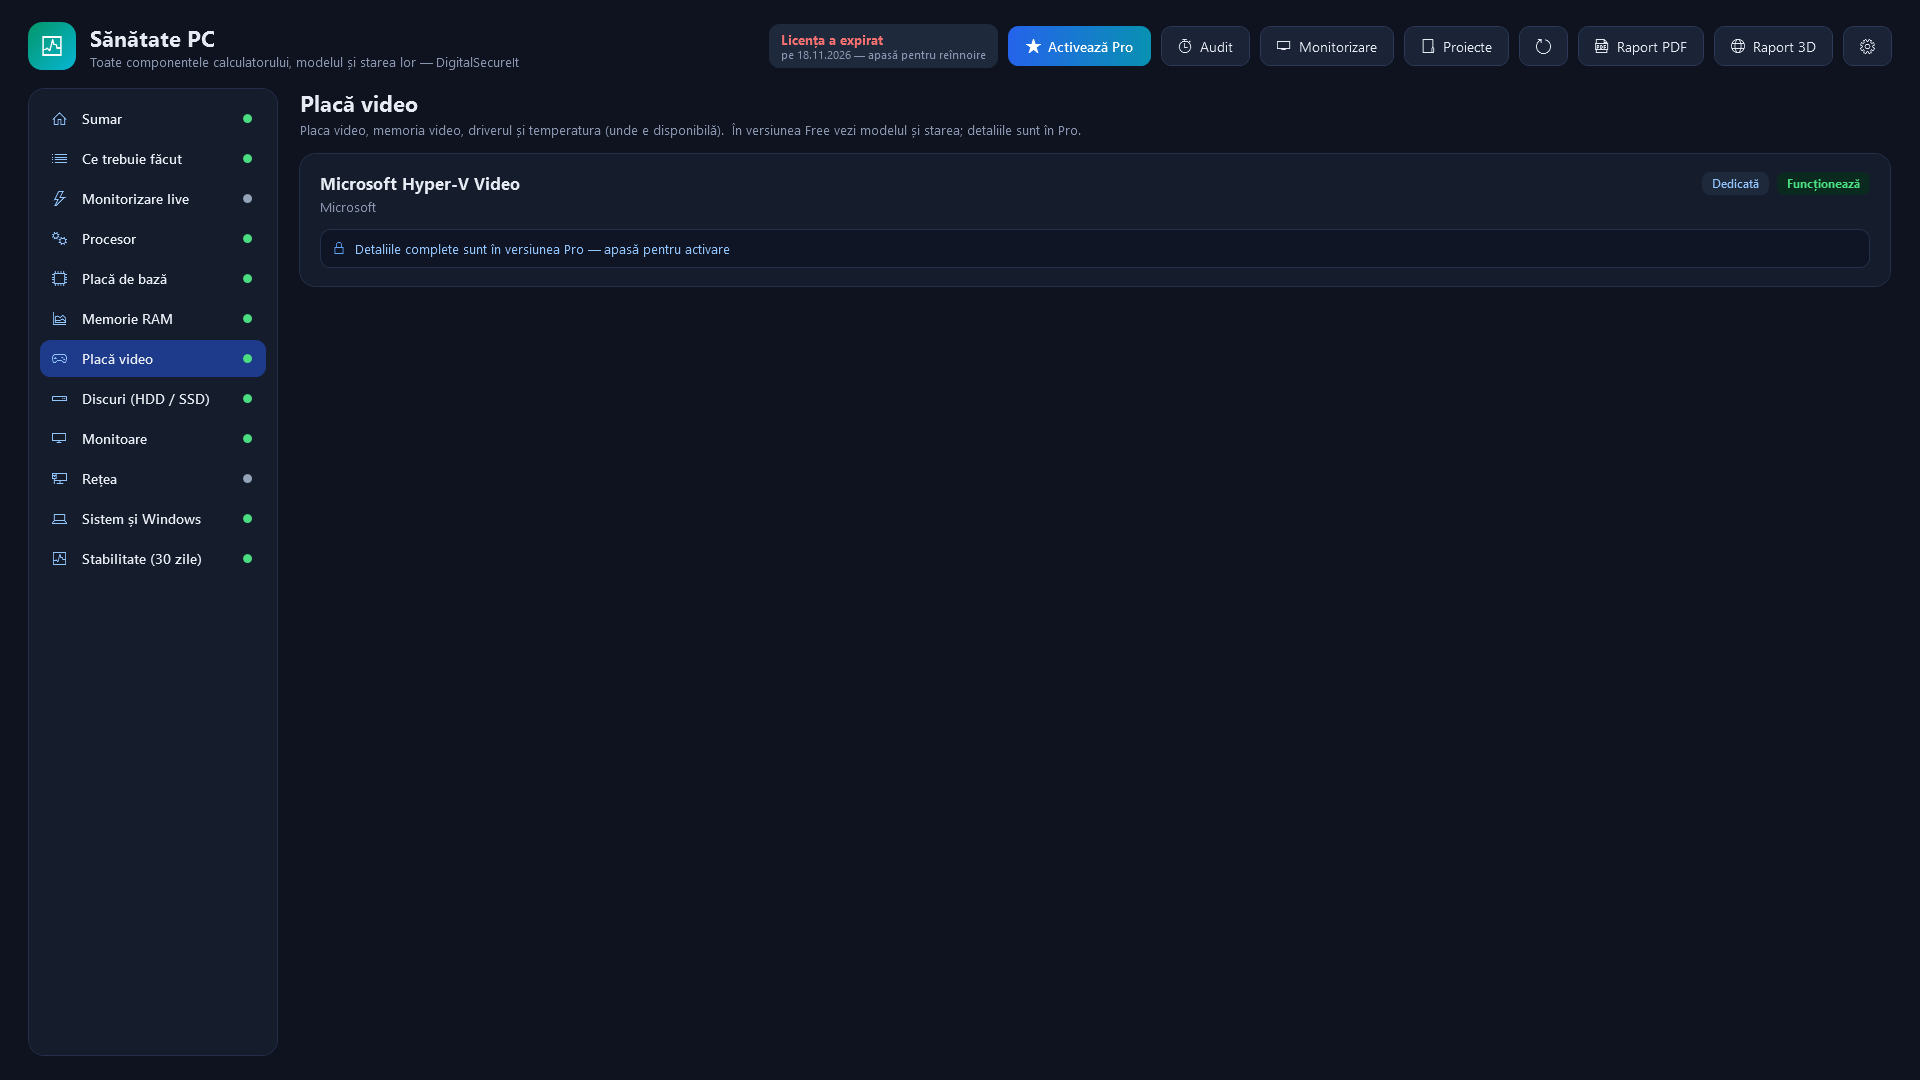 Sănătate PC
Toate componentele calculatorului, modelul și starea lor — DigitalSecureIt
Licența a expirat
pe 18.11.2026 — apasă pentru reînnoire
Activează Pro
Audit
Monitorizare
Proiecte
Raport PDF
Raport 3D
Sumar
Ce trebuie făcut
Monitorizare live
Procesor
Placă de bază
Memorie RAM
Placă video
Discuri (HDD / SSD)
Monitoare
Rețea
Sistem și Windows
Stabilitate (30 zile)
Placă video
Placa video, memoria video, driverul și temperatura (unde e disponibilă).  În versiunea Free vezi modelul și starea; detaliile sunt în Pro.
Microsoft Hyper-V Video
Microsoft
Dedicată
Funcționează
Detaliile complete sunt în versiunea Pro — apasă pentru activare